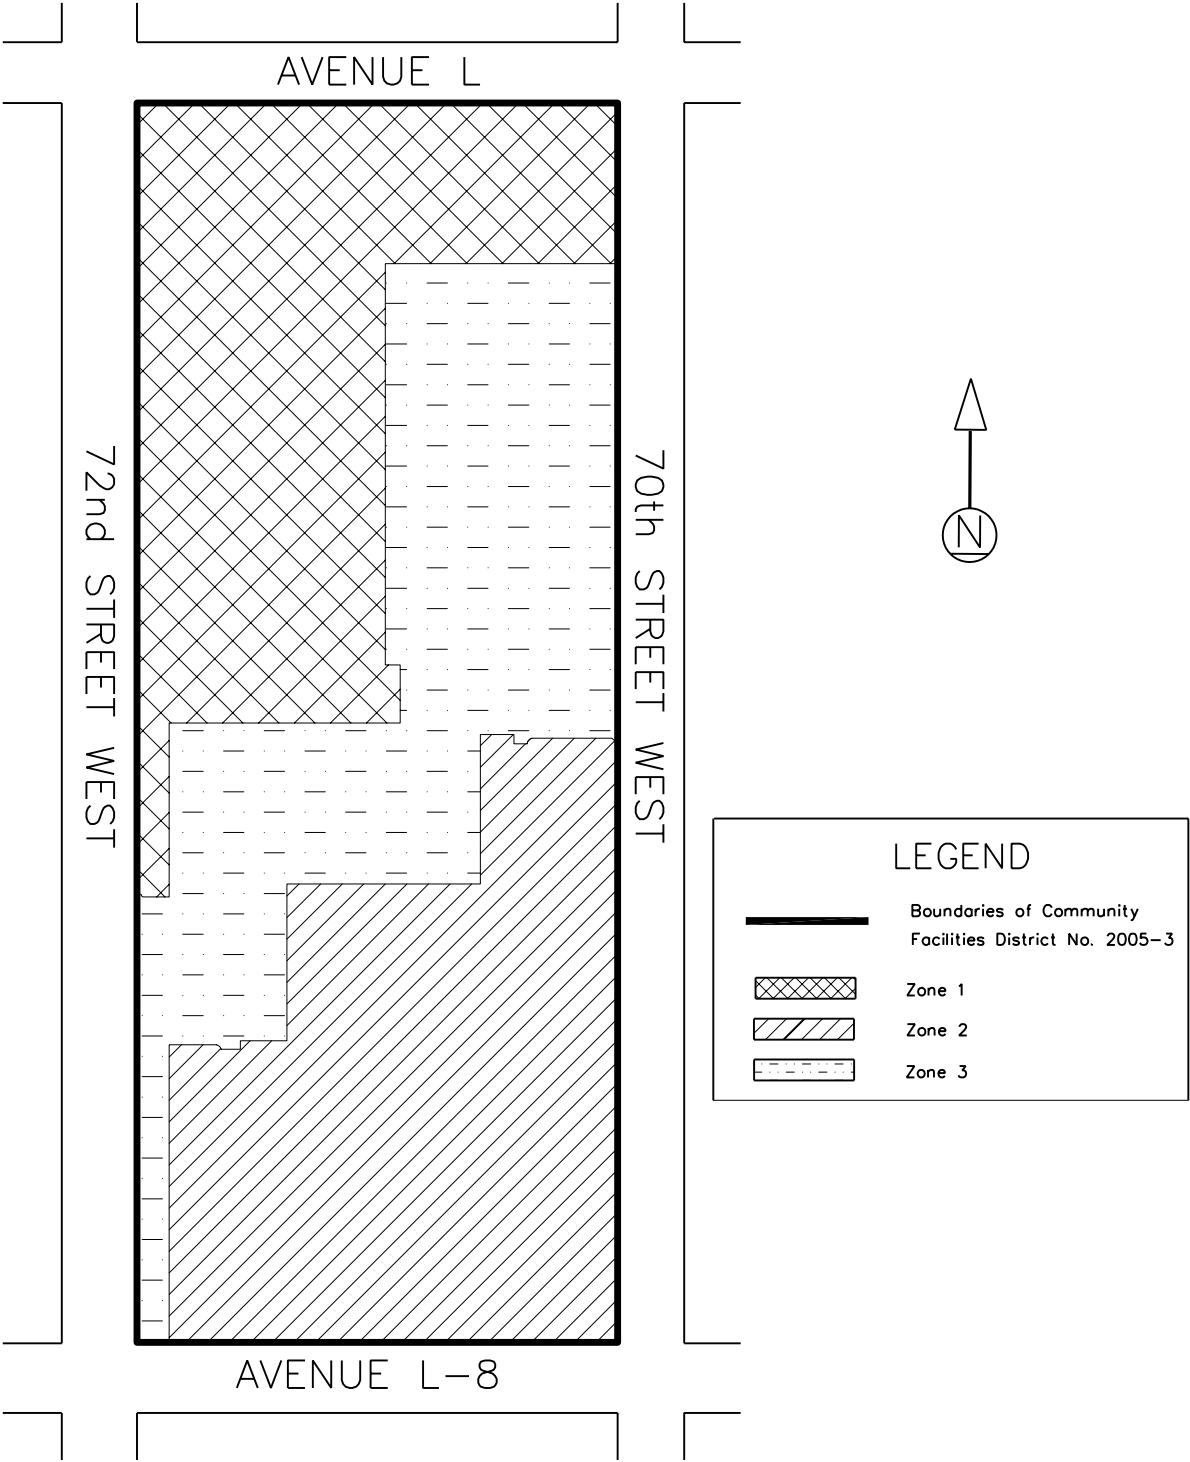 AVENUE L
72nd STREET WEST
70th STREET WEST
N
LEGEND
Boundaries of Community
Facilities District No. 2005-3
Zone 1
Zone 2
Zone 3
AVENUE L-8